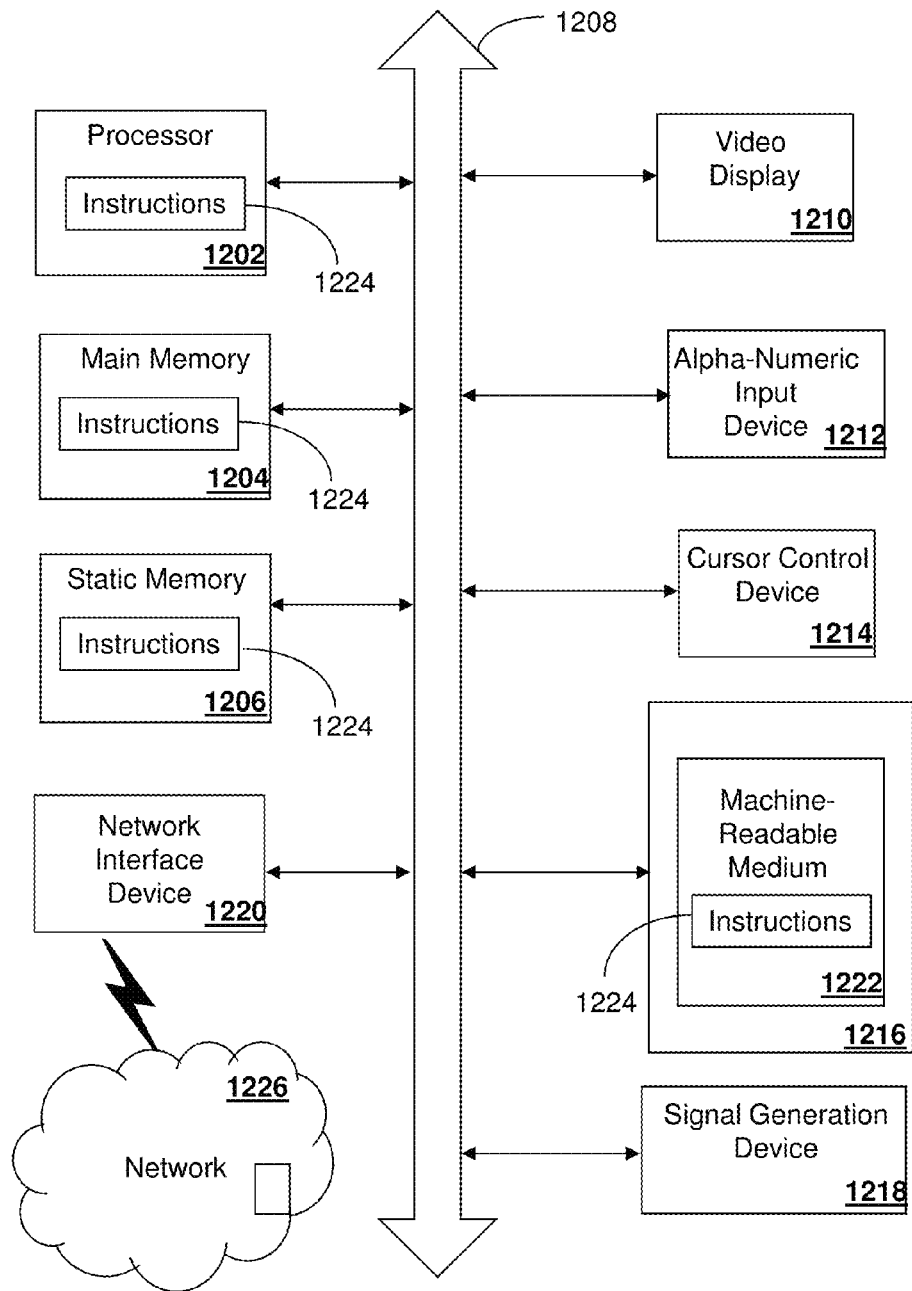 1208
Processor
Instructions
1202
1224
Main Memory
Instructions
1204
1224
Static Memory
Instructions
1206
1224
Network
Interface
Device
1220
1226
Network
Video
Display
1210
Alpha-Numeric
Input
Device
1212
Cursor Control
Device
1214
Machine-
Readable
Medium
Instructions
1222
1224
1216
Signal Generation
Device
1218